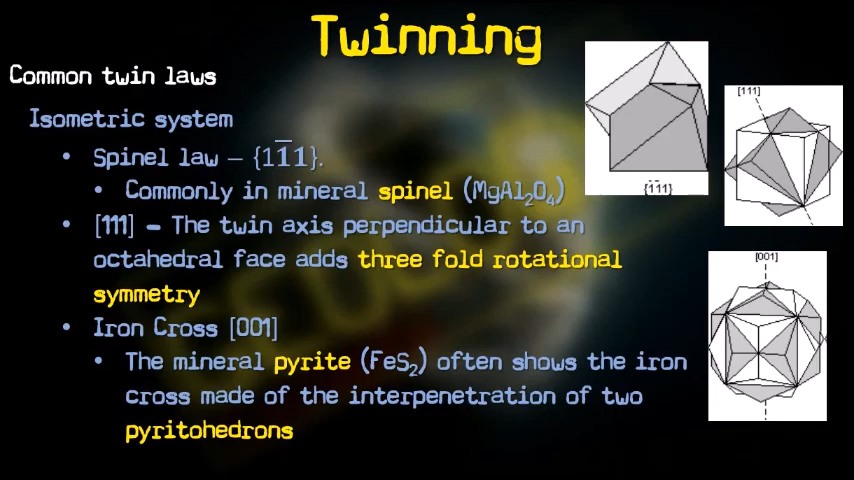 Twinning
Common twin laws
Isometric system
• Spinel law – {11̅1}.
• Commonly in mineral spinel (MgAl₂O₄)
• [111] – The twin axis perpendicular to an
octahedral face adds three fold rotational
symmetry
• Iron Cross [001]
• The mineral pyrite (FeS₂) often shows the iron
cross made of the interpenetration of two
pyritohedrons
{1̅1̅1}
[111]
[001]